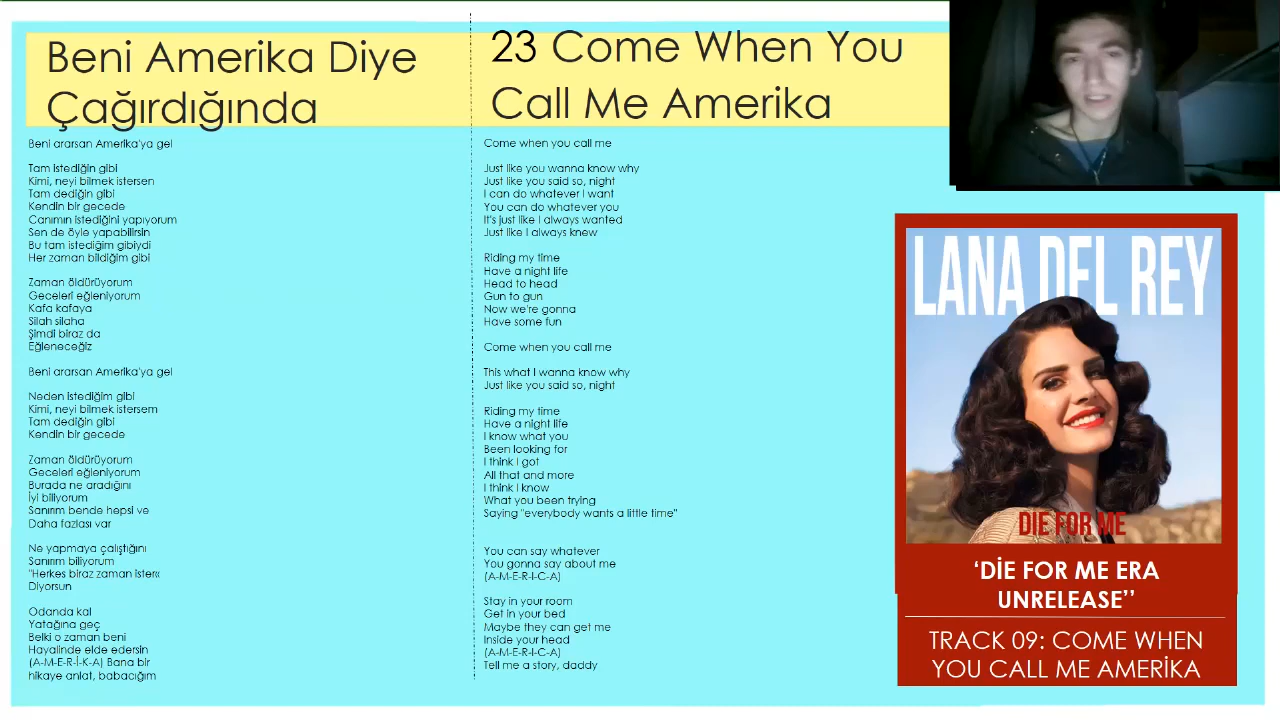 Beni Amerika Diye
Çağırdığında
Beni ararsan Amerika'ya gel
Tam istediğin gibi
Kimi, neyi bilmek istersen
Tam dediğin gibi
Kendin bir gecede
Canımın istediğini yapıyorum
Sen de öyle yapabilirsin
Bu tam istediğim gibiydi
Her zaman bildiğim gibi
Zaman öldürüyorum
Geceleri eğleniyorum
Kafa kafaya
Silah silaha
Şimdi biraz da
Eğleneceğiz
Beni ararsan Amerika'ya gel
Neden istediğim gibi
Kimi, neyi bilmek istersem
Tam dediğin gibi
Kendin bir gecede
Zaman öldürüyorum
Geceleri eğleniyorum
Burada ne aradığını
İyi biliyorum
Sanırım bende hepsi ve
Daha fazlası var
Ne yapmaya çalıştığını
Sanırım biliyorum
"Herkes biraz zaman ister«
Diyorsun
Odanda kal
Yatağına geç
Belki o zaman beni
Hayalinde elde edersin
(A-M-E-R-İ-K-A) Bana bir
hikaye anlat, babacığım
23 Come When You
Call Me Amerika
Come when you call me
Just like you wanna know why
Just like you said so, night
I can do whatever I want
You can do whatever you
It's just like I always wanted
Just like I always knew
Riding my time
Have a night life
Head to head
Gun to gun
Now we're gonna
Have some fun
Come when you call me
This what I wanna know why
Just like you said so, night
Riding my time
Have a night life
I know what you
Been looking for
I think I got
All that and more
I think I know
What you been trying
Saying "everybody wants a little time"
You can say whatever
You gonna say about me
(A-M-E-R-I-C-A)
Stay in your room
Get in your bed
Maybe they can get me
Inside your head
(A-M-E-R-I-C-A)
Tell me a story, daddy
LANA DEL REY
DIE FOR ME
‘DİE FOR ME ERA
UNRELEASE’’
TRACK 09: COME WHEN
YOU CALL ME AMERİKA